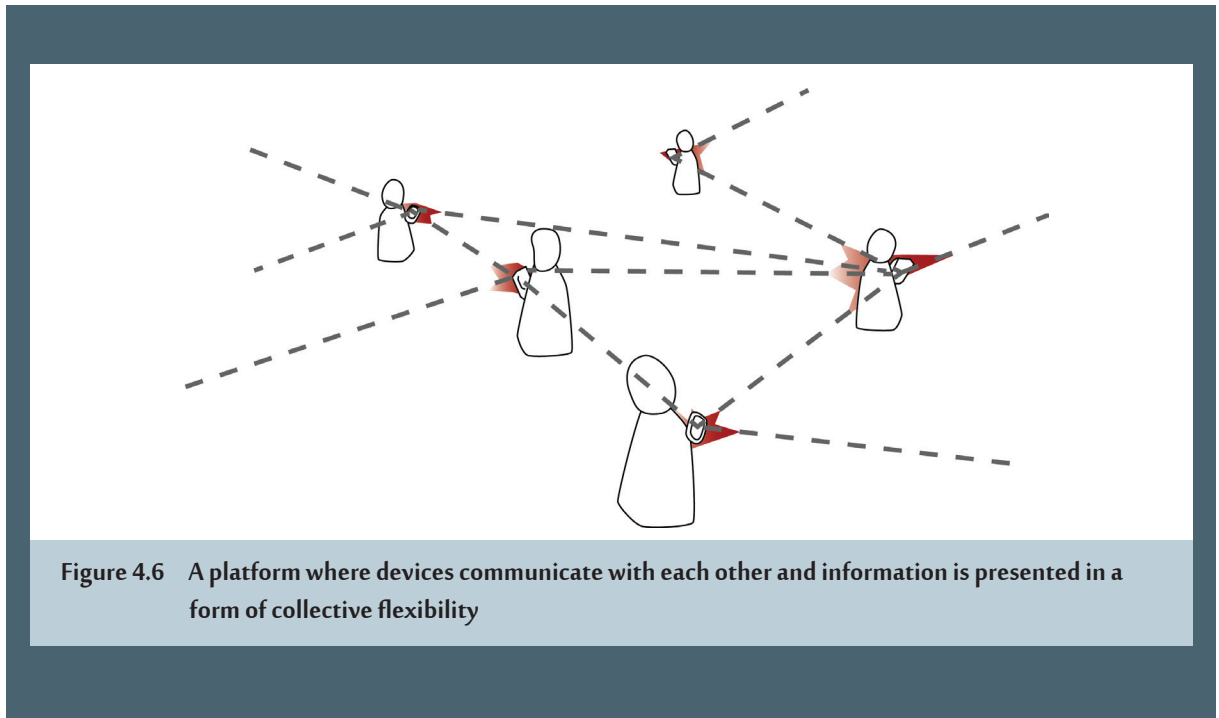 Figure 4.6 A platform where devices communicate with each other and information is presented in a
form of collective flexibility